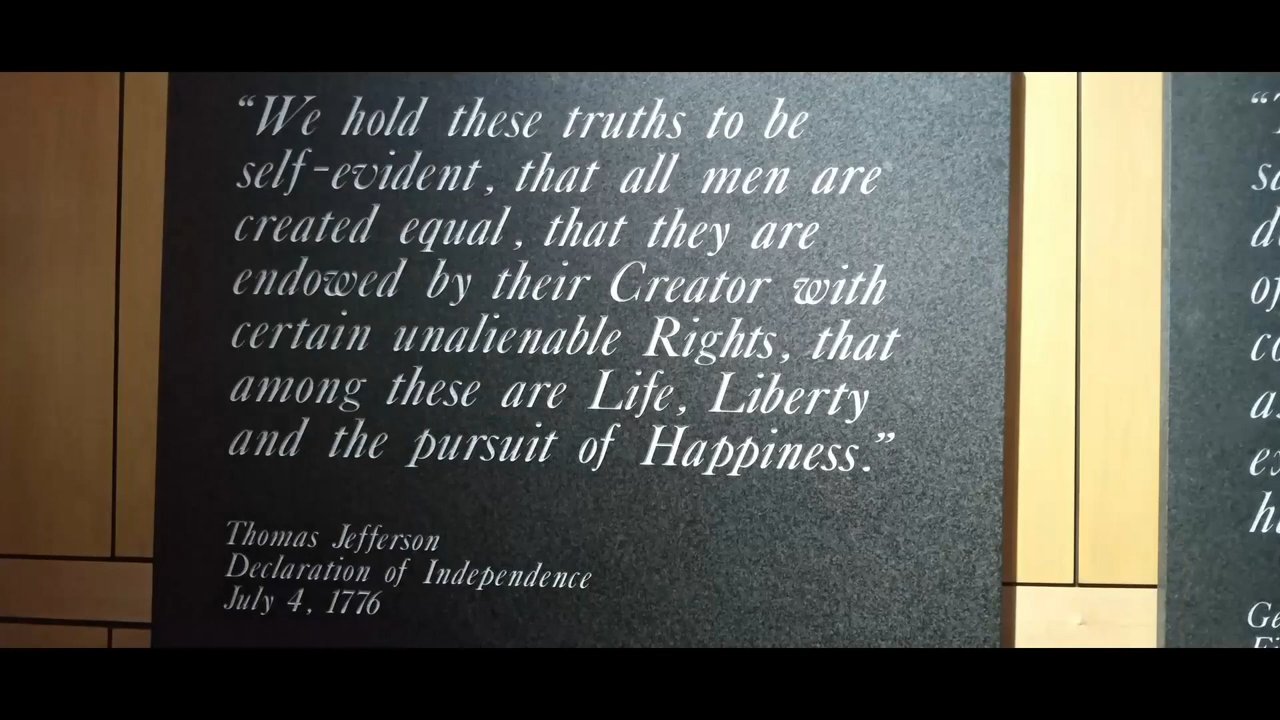 “We hold these truths to be
self-evident, that all men are
created equal, that they are
endowed by their Creator with
certain unalienable Rights, that
among these are Life, Liberty
and the pursuit of Happiness.”
Thomas Jefferson
Declaration of Independence
July 4, 1776